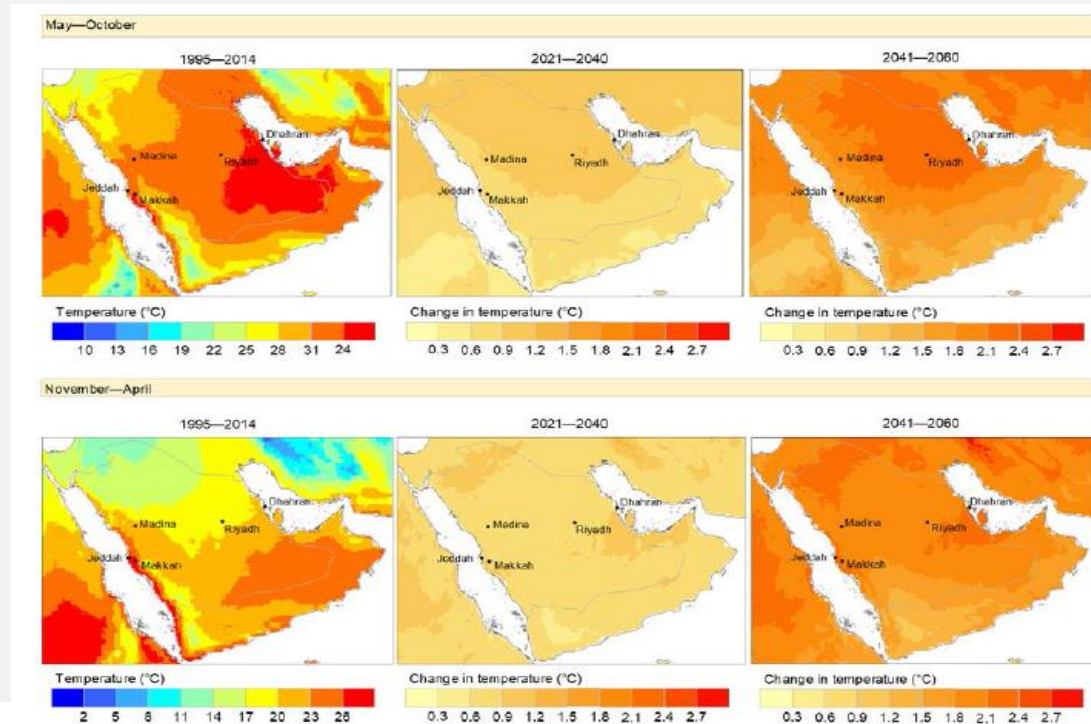 May—October
1995—2014
2021—2040
2041—2060
Dhahran
Madina
Riyadh
Jeddah
Makkah
Dhahran
Madina
Riyadh
Jeddah
Makkah
Dhahran
Madina
Riyadh
Jeddah
Makkah
Temperature (°C)
10 13 16 19 22 25 28 31 24
Change in temperature (°C)
0.3 0.6 0.9 1.2 1.5 1.8 2.1 2.4 2.7
Change in temperature (°C)
0.3 0.6 0.9 1.2 1.5 1.8 2.1 2.4 2.7
November—April
1995—2014
2021—2040
2041—2060
Dhahran
Madina
Riyadh
Jeddah
Makkah
Dhahran
Madina
Riyadh
Jeddah
Makkah
Dhahran
Madina
Riyadh
Jeddah
Makkah
Temperature (°C)
2 5 8 11 14 17 20 23 26
Change in temperature (°C)
0.3 0.6 0.9 1.2 1.5 1.8 2.1 2.4 2.7
Change in temperature (°C)
0.3 0.6 0.9 1.2 1.5 1.8 2.1 2.4 2.7